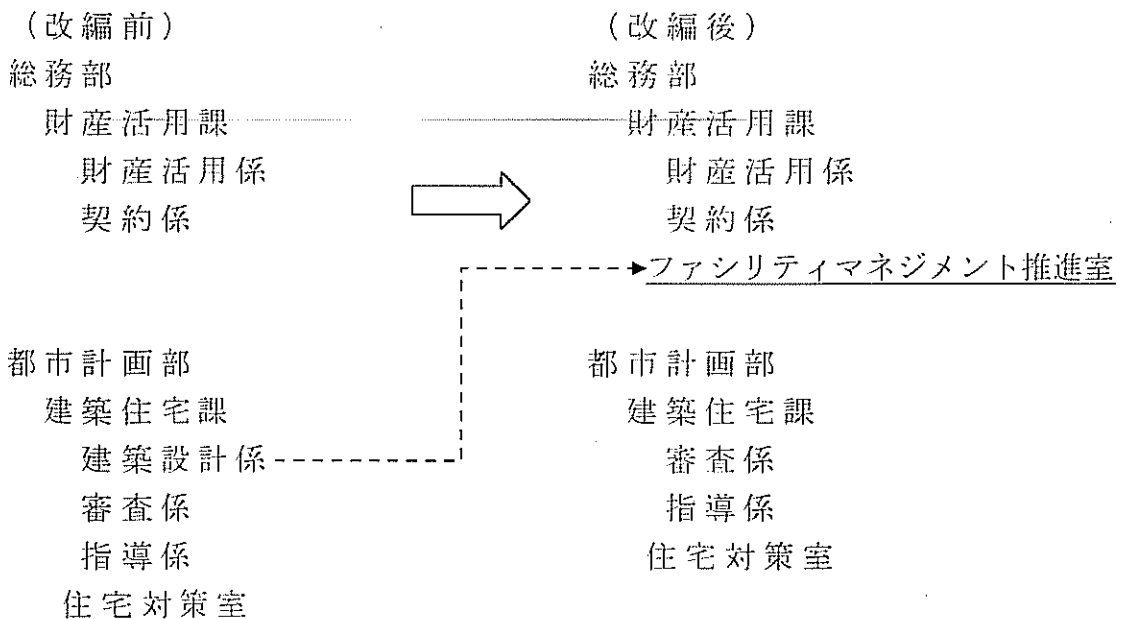 (改編前)
総務部
財産活用課
財産活用係
契約係
都市計画部
建築住宅課
建築設計係
審査係
指導係
住宅対策室
(改編後)
総務部
財産活用課
財産活用係
契約係
ファシリティマネジメント推進室
都市計画部
建築住宅課
審査係
指導係
住宅対策室